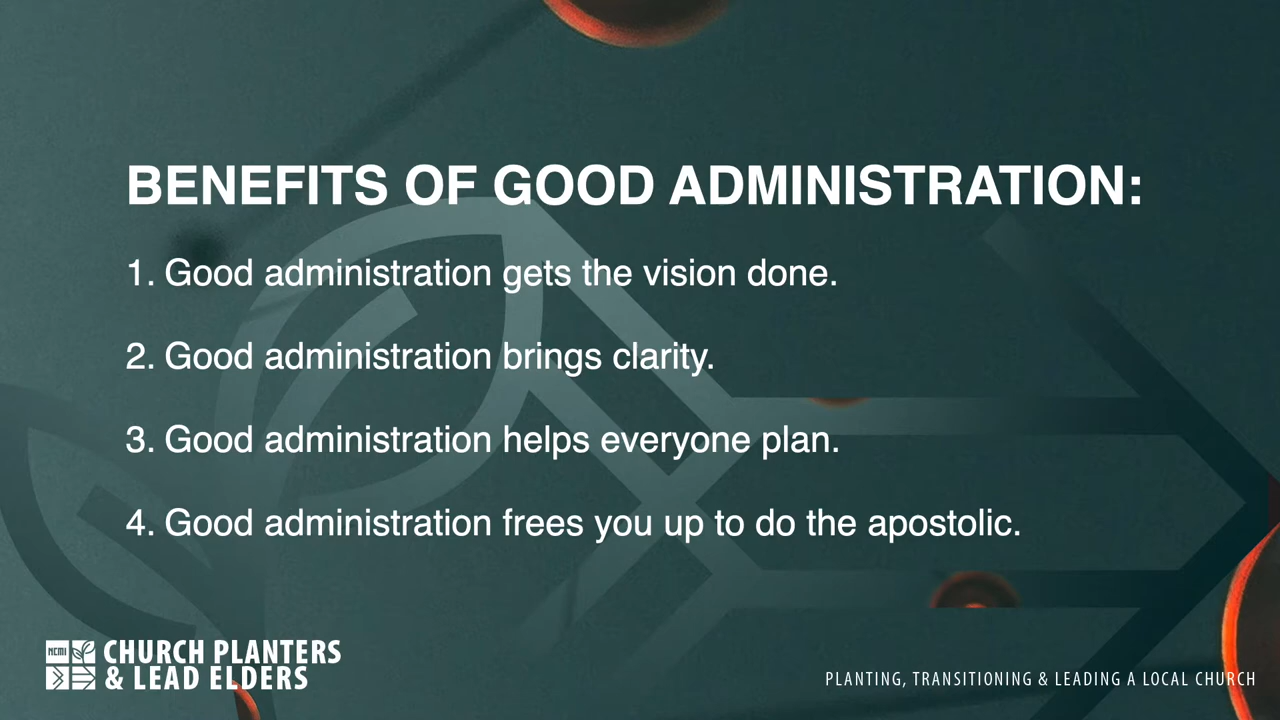 BENEFITS OF GOOD ADMINISTRATION:
1. Good administration gets the vision done.
2. Good administration brings clarity.
3. Good administration helps everyone plan.
4. Good administration frees you up to do the apostolic.
NCMI
CHURCH PLANTERS
& LEAD ELDERS
PLANTING, TRANSITIONING & LEADING A LOCAL CHURCH